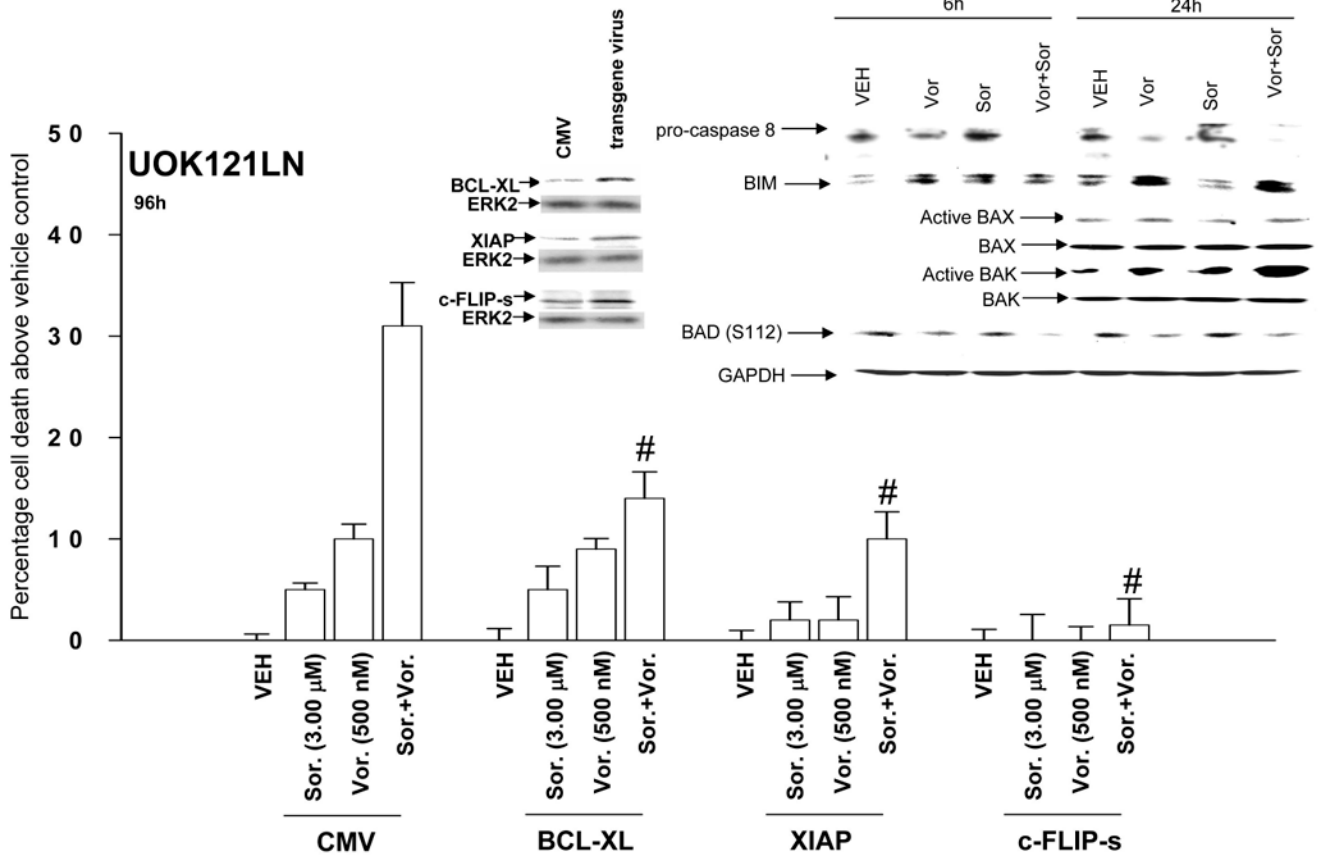 6h 24h
VEH Vor Sor Vor+Sor VEH Vor Sor Vor+Sor
pro-caspase 8
BIM
Active BAX
BAX
Active BAK
BAK
BAD (S112)
GAPDH
CMV transgene virus
BCL-XL
ERK2
XIAP
ERK2
c-FLIP-s
ERK2
UOK121LN
96h
Percentage cell death above vehicle control
50
40
30
20
10
0
# # #
VEH Sor. (3.00 µM) Vor. (500 nM) Sor.+Vor. VEH Sor. (3.00 µM) Vor. (500 nM) Sor.+Vor. VEH Sor. (3.00 µM) Vor. (500 nM) Sor.+Vor. VEH Sor. (3.00 µM) Vor. (500 nM) Sor.+Vor.
CMV BCL-XL XIAP c-FLIP-s